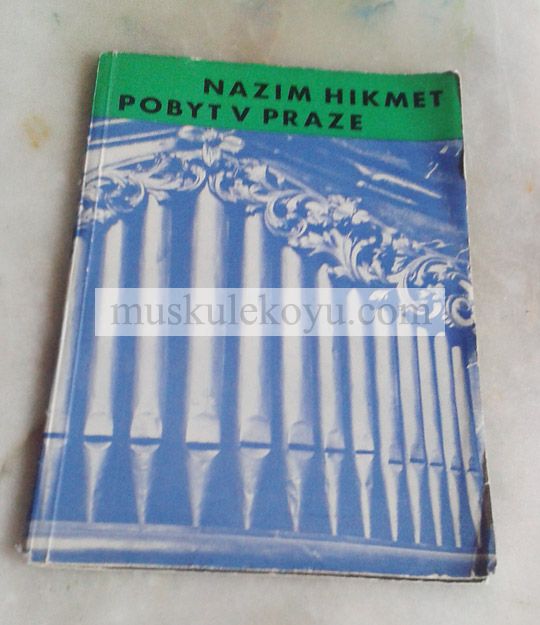 NAZIM HIKMET
POBYT V PRAZE
muskulekoyu.com